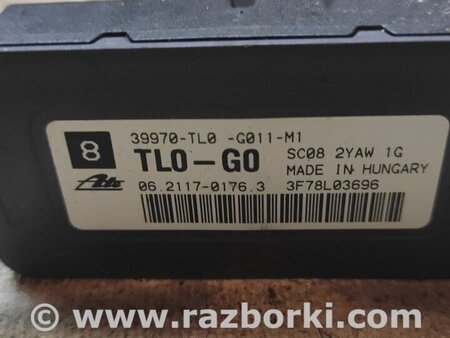 8
39970-TL0 -G011-M1
TL0-G0
SC08 2YAW 1G
MADE IN HUNGARY
Ate
06.2117-0176.3
3F78L03696
© www.razborki.com